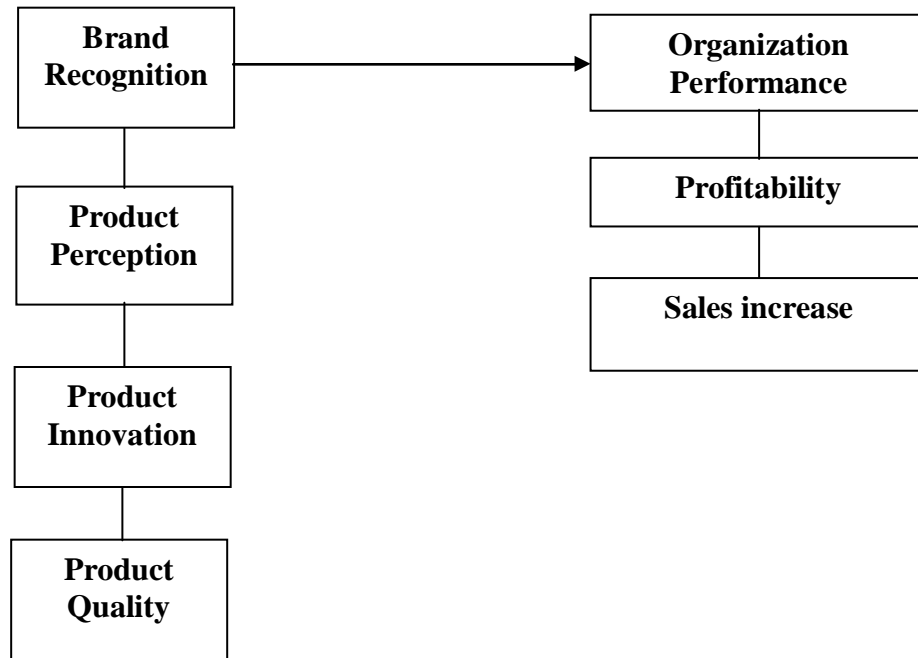 Brand
Recognition
Organization
Performance
Profitability
Product
Perception
Sales increase
Product
Innovation
Product
Quality